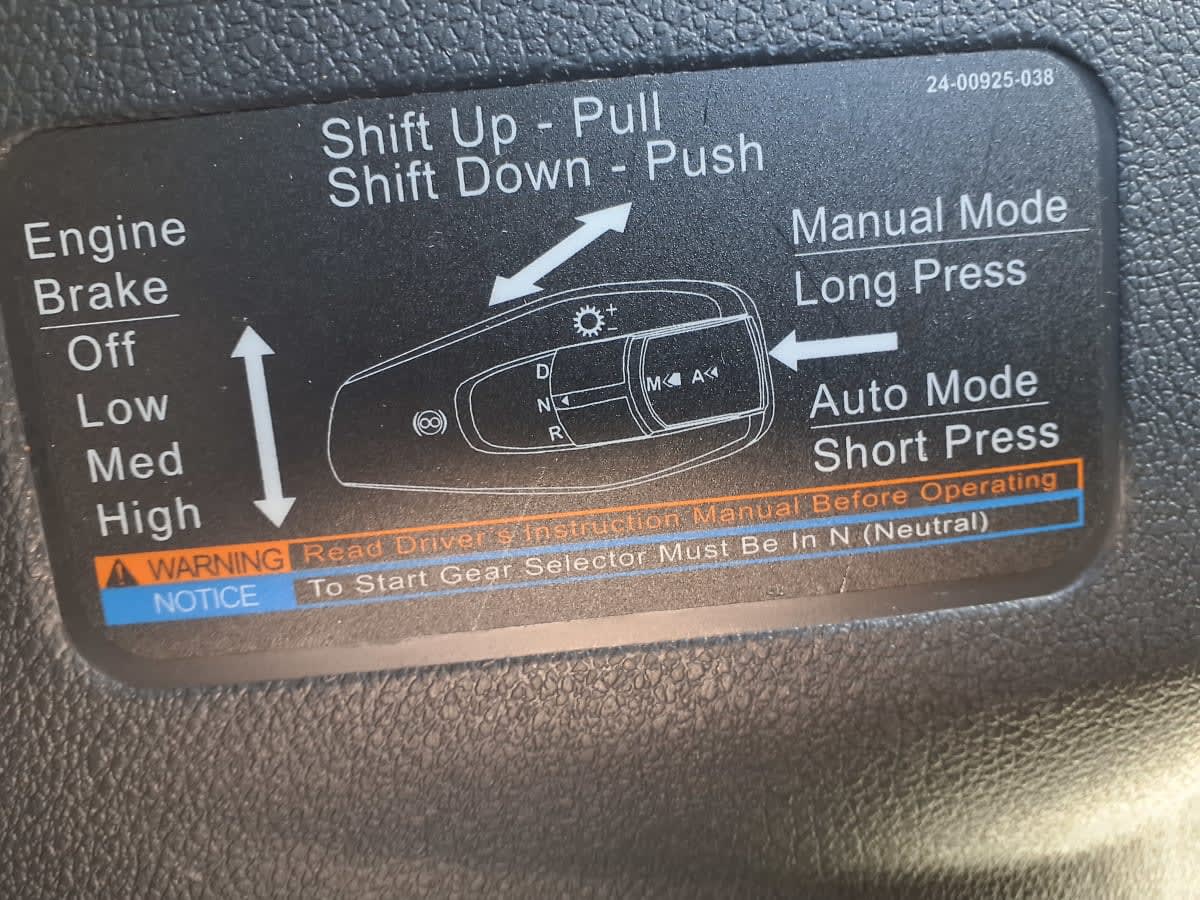 24-00925-038
Shift Up - Pull
Shift Down - Push
Engine
Brake
Off
Low
Med
High
Manual Mode
Long Press
D
N
R
+
-
M A
Auto Mode
Short Press
WARNING Read Driver's Instruction Manual Before Operating
NOTICE To Start Gear Selector Must Be In N (Neutral)